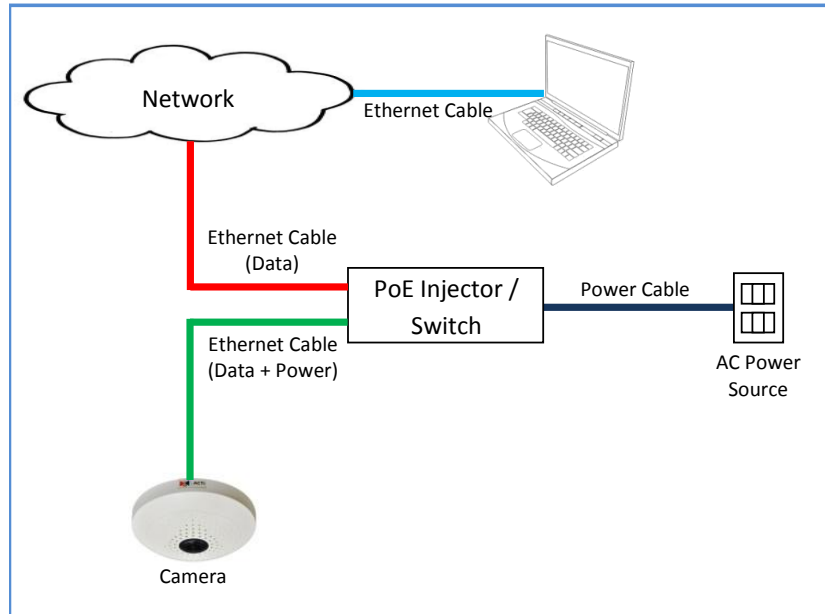 Network
Ethernet Cable
Ethernet Cable
(Data)
PoE Injector /
Switch
Power Cable
Ethernet Cable
(Data + Power)
AC Power
Source
Camera